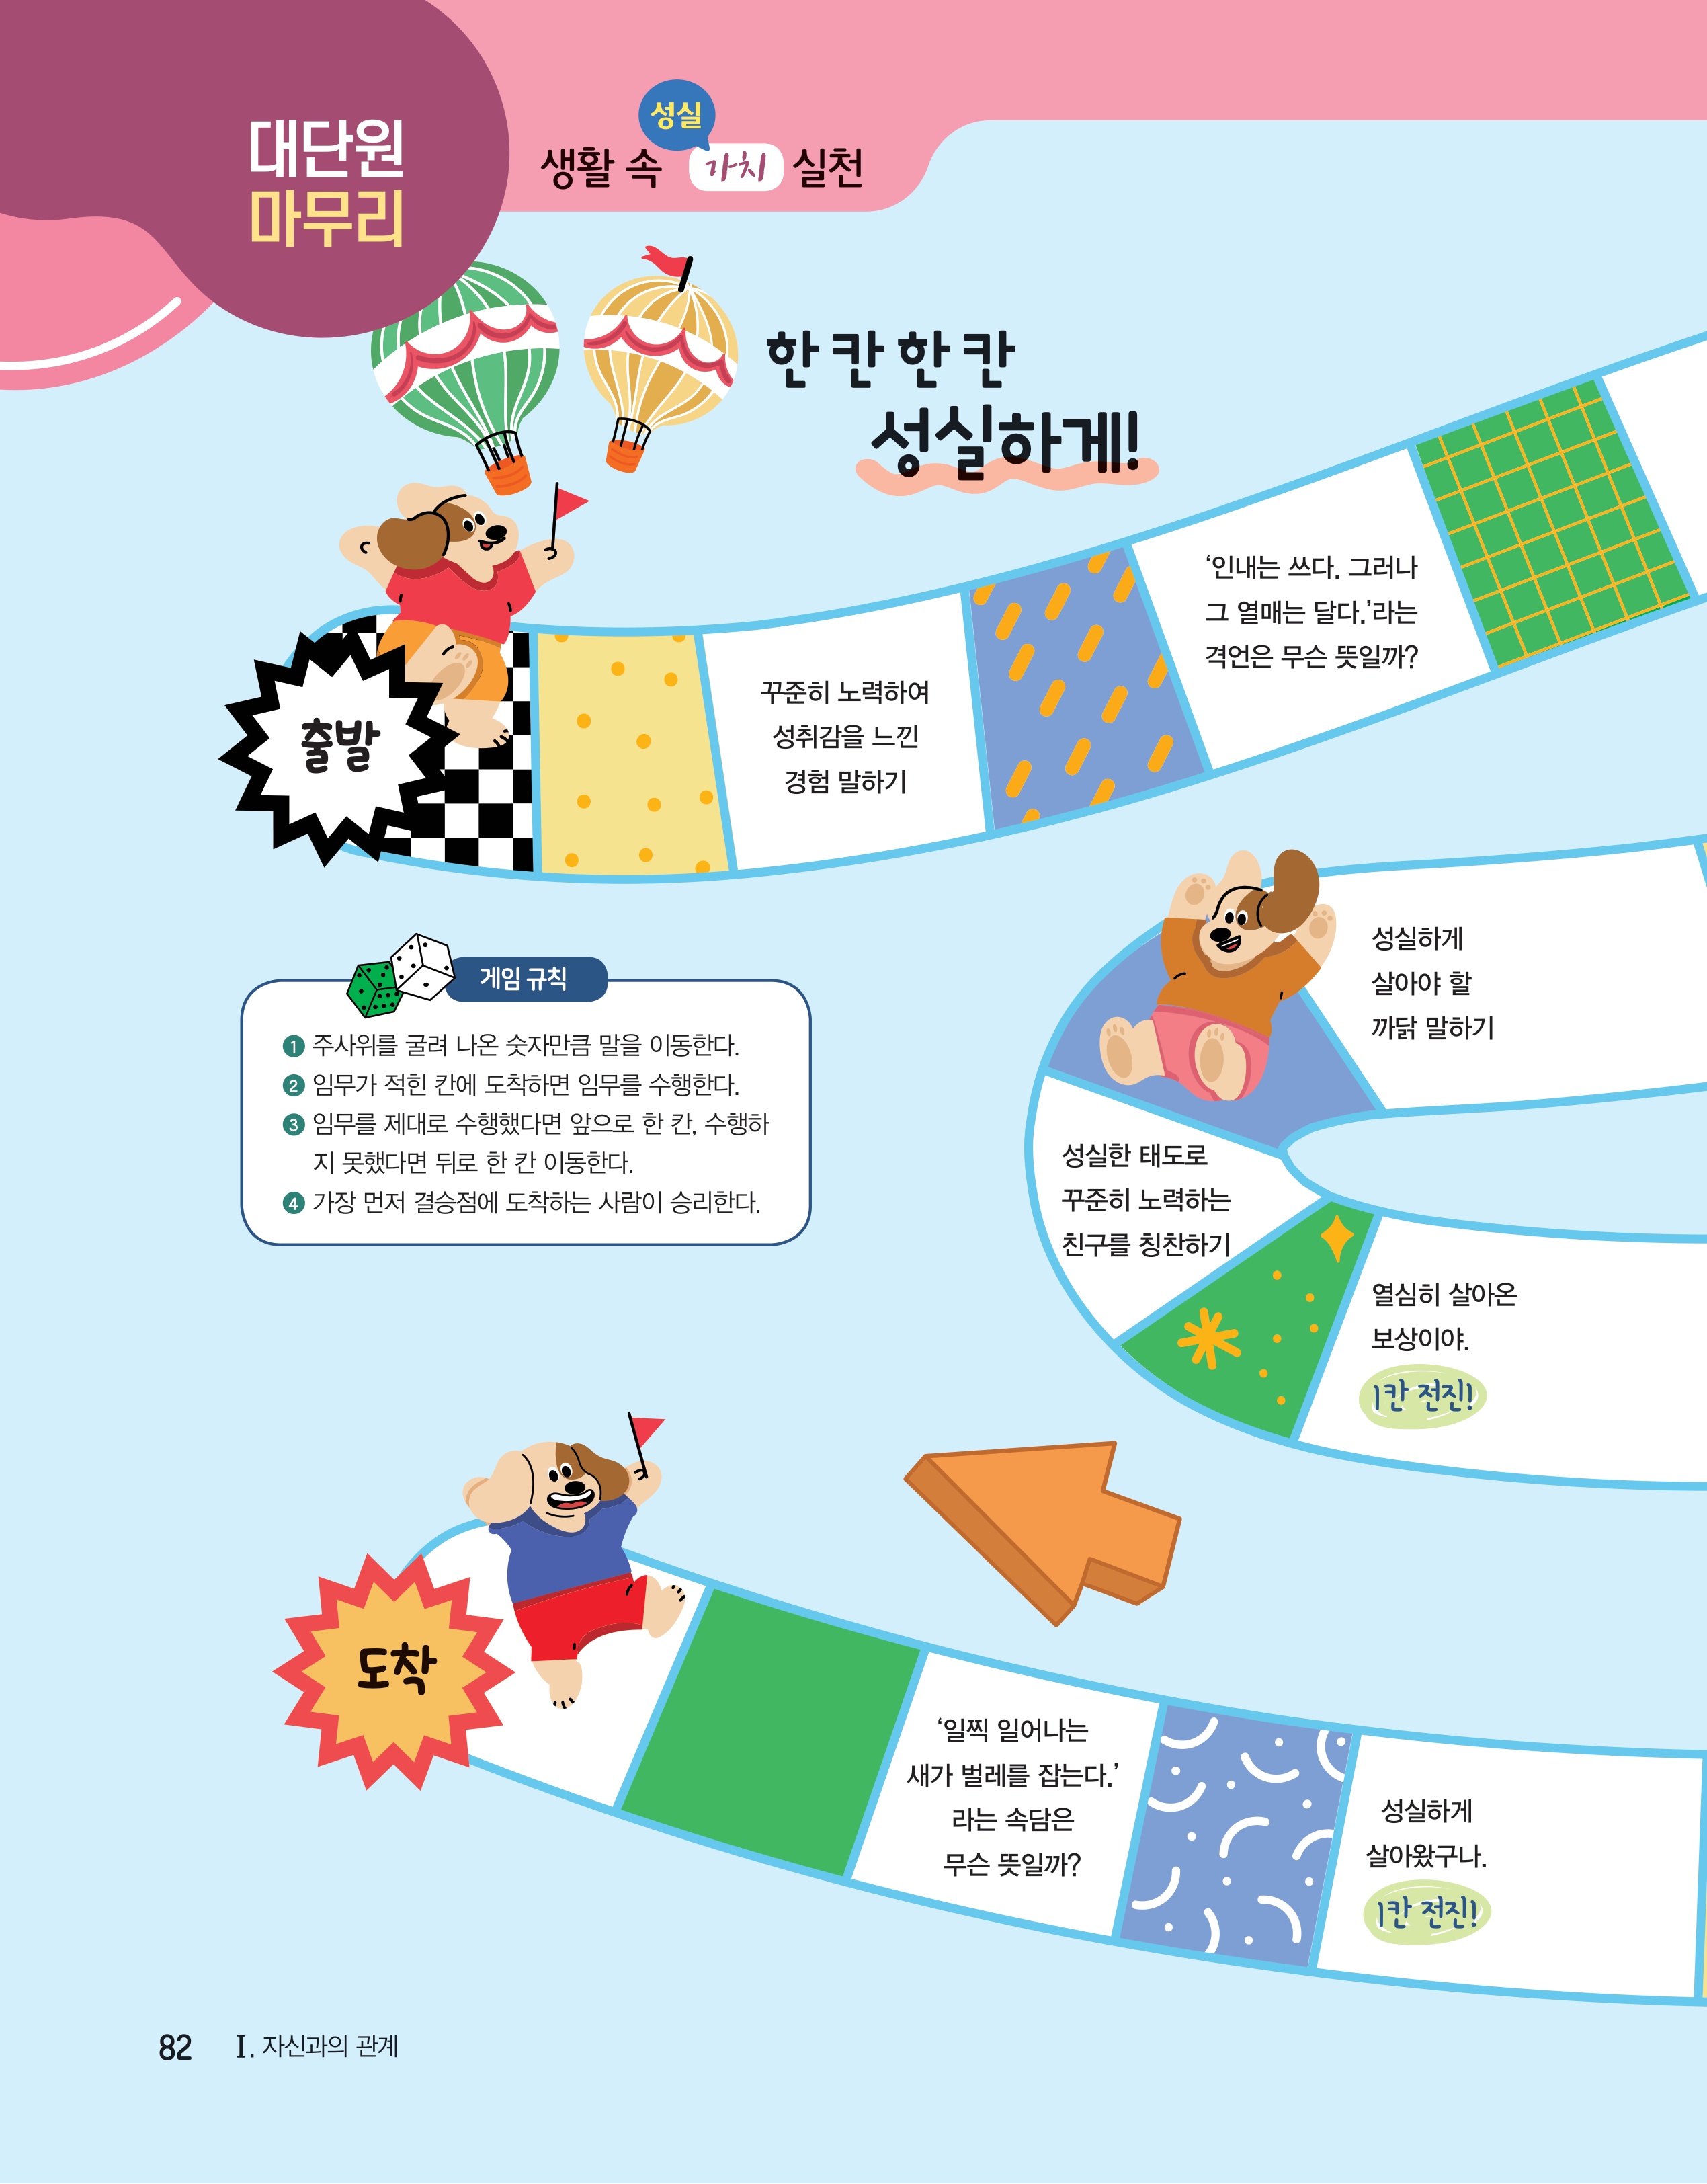 대단원
마무리
성실
생활 속 가치 실천
한 칸 한 칸
성실하게!
출발
꾸준히 노력하여
성취감을 느낀
경험 말하기
‘인내는 쓰다. 그러나
그 열매는 달다.’라는
격언은 무슨 뜻일까?
게임 규칙
1 주사위를 굴려 나온 숫자만큼 말을 이동한다.
2 임무가 적힌 칸에 도착하면 임무를 수행한다.
3 임무를 제대로 수행했다면 앞으로 한 칸, 수행하
지 못했다면 뒤로 한 칸 이동한다.
4 가장 먼저 결승점에 도착하는 사람이 승리한다.
성실하게
살아야 할
까닭 말하기
성실한 태도로
꾸준히 노력하는
친구를 칭찬하기
열심히 살아온
보상이야.
1칸 전진!
도착
‘일찍 일어나는
새가 벌레를 잡는다.’
라는 속담은
무슨 뜻일까?
성실하게
살아왔구나.
1칸 전진!
82 Ⅰ. 자신과의 관계